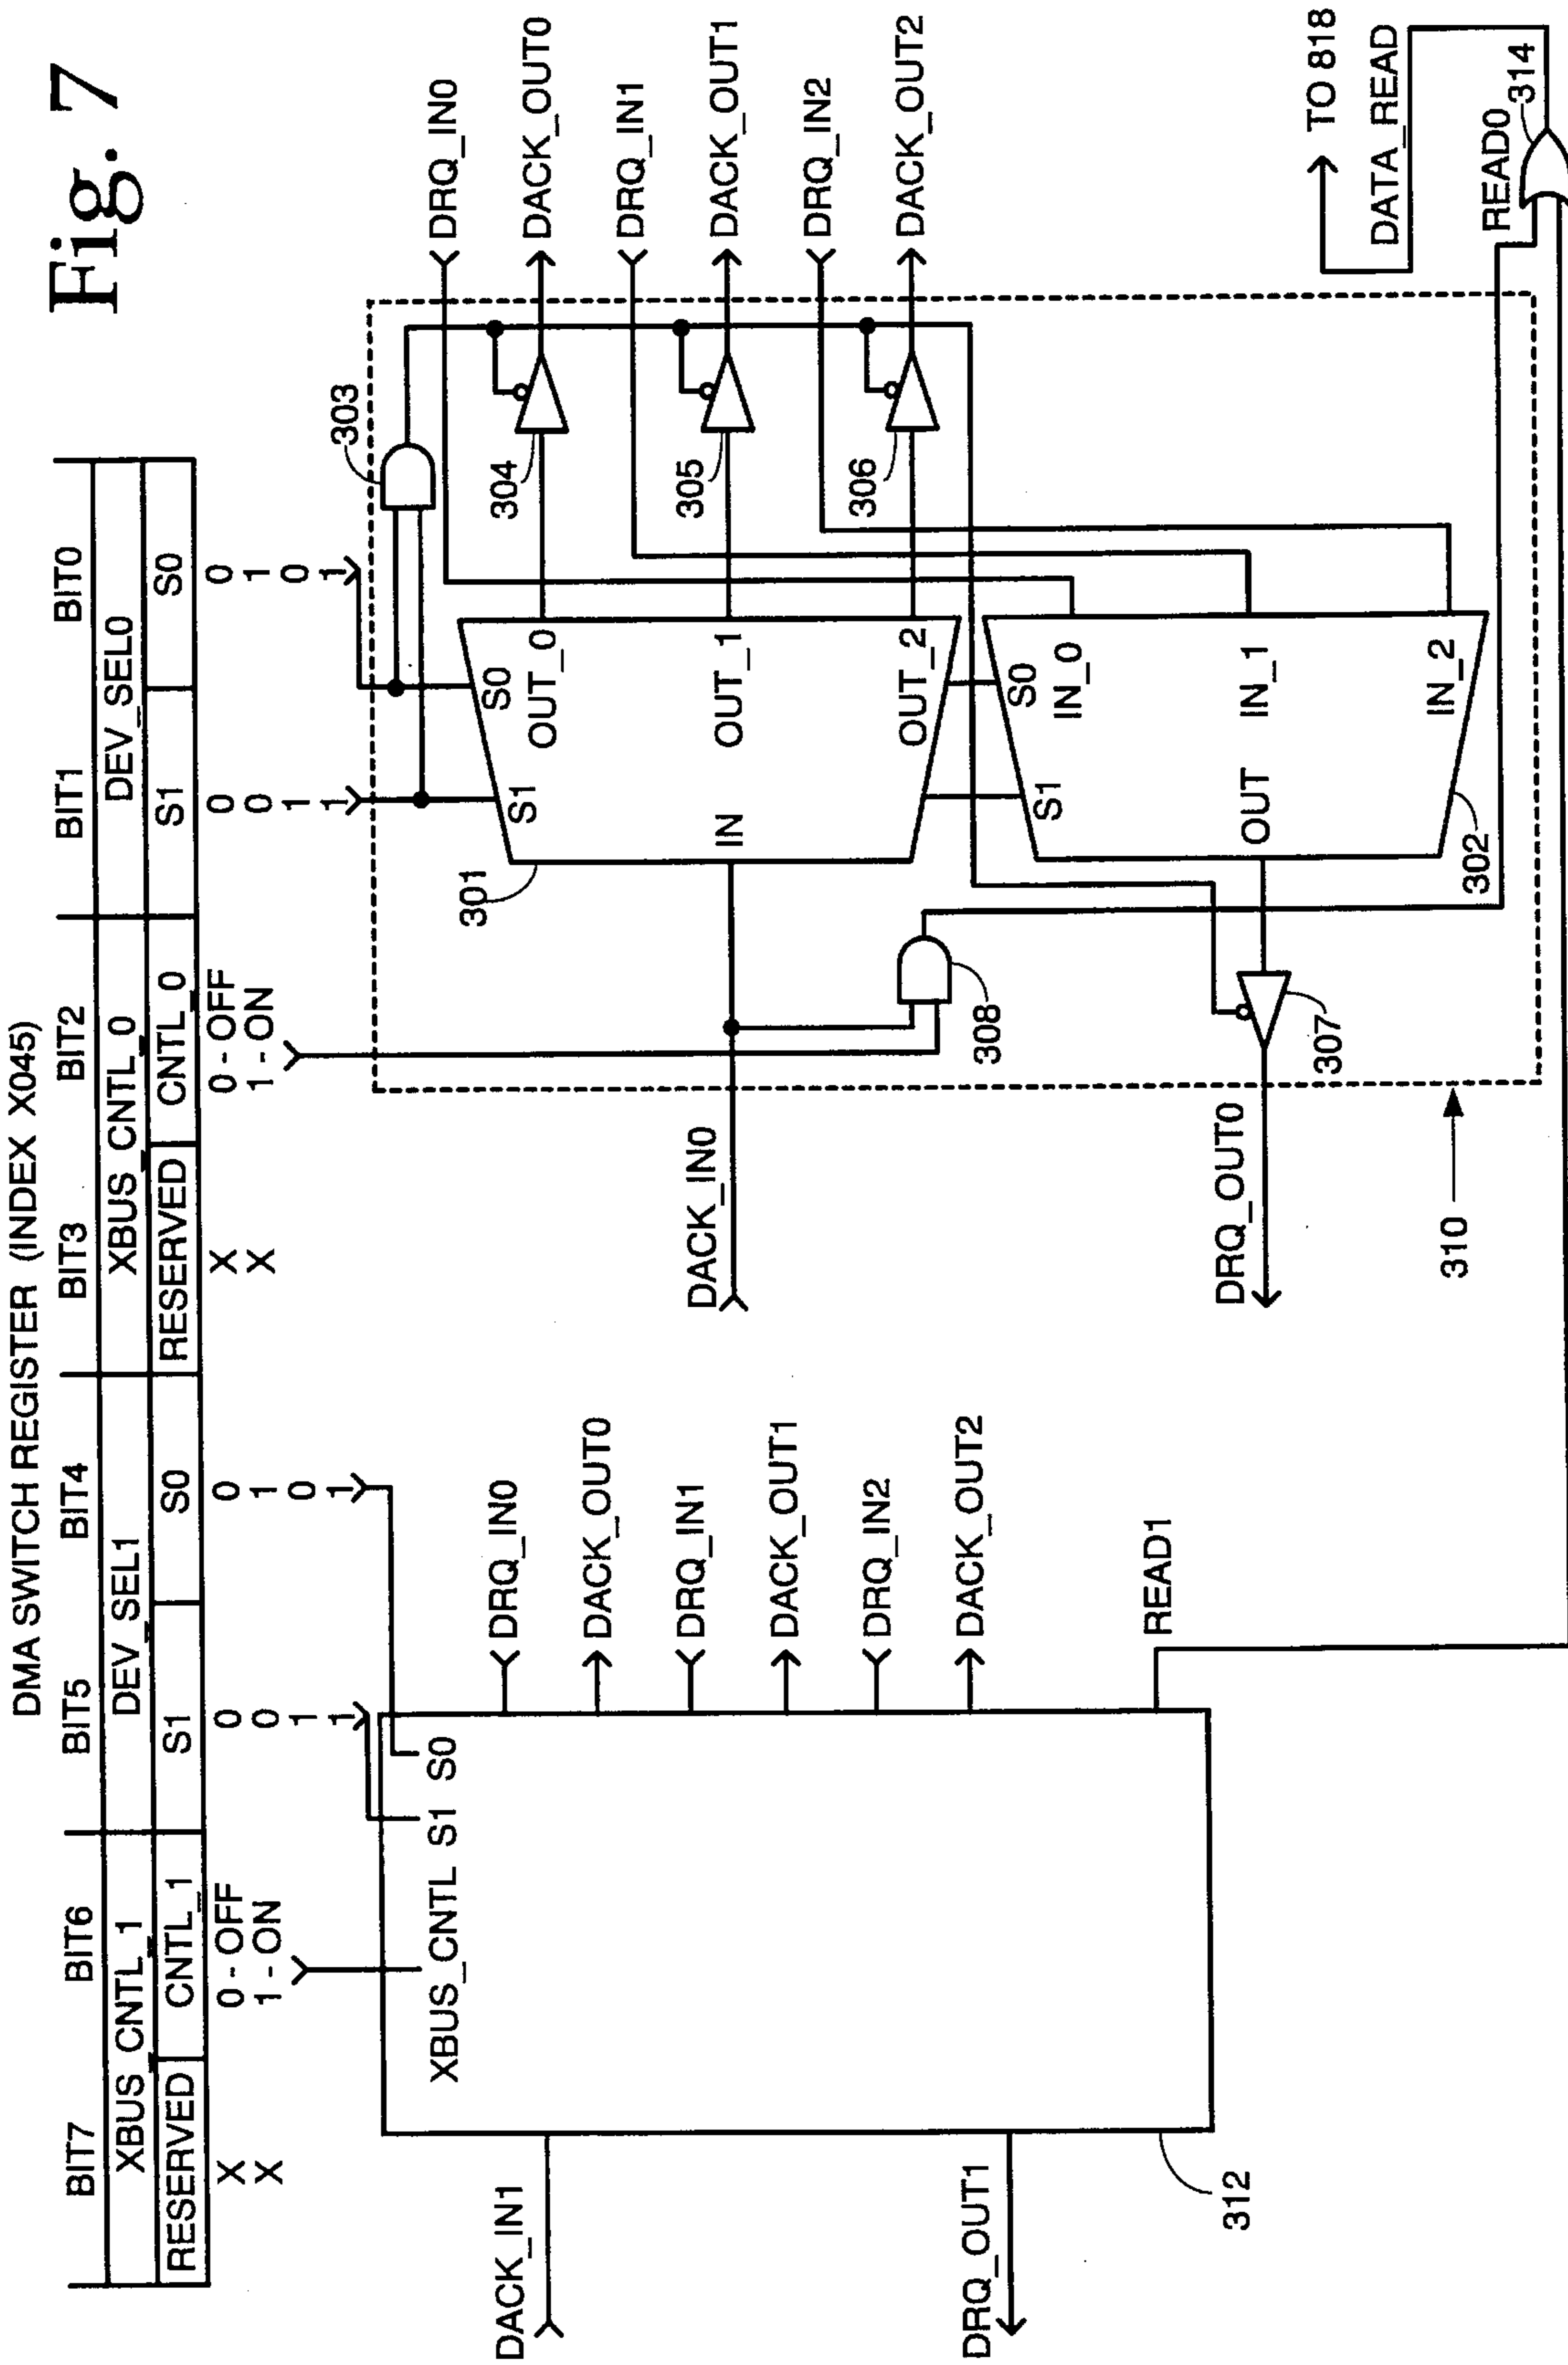 Fig. 7
DMA SWITCH REGISTER (INDEX X045)
BIT7 BIT6 BIT5 BIT4 BIT3 BIT2 BIT1 BIT0
XBUS_CNTL_1 DEV_SEL1 XBUS_CNTL_0 DEV_SEL0
RESERVED CNTL_1 S1 S0 RESERVED CNTL_0 S1 S0
X 0 - OFF 0 0 X 0 - OFF 0 0
X 1 - ON 0 1 X 1 - ON 0 1
1 0 1 0
1 1 1 1
XBUS_CNTL S1 S0
DACK_IN1
DRQ_OUT1
312
DRQ_IN0
DACK_OUT0
DRQ_IN1
DACK_OUT1
DRQ_IN2
DACK_OUT2
READ1
DACK_IN0
DRQ_OUT0
310
303
301
S1 S0
IN
OUT_0
OUT_1
OUT_2
304
305
306
308
S1 S0
IN_0
OUT
IN_1
IN_2
307
302
DRQ_IN0
DACK_OUT0
DRQ_IN1
DACK_OUT1
DRQ_IN2
DACK_OUT2
TO 818
DATA_READ
READ0
314